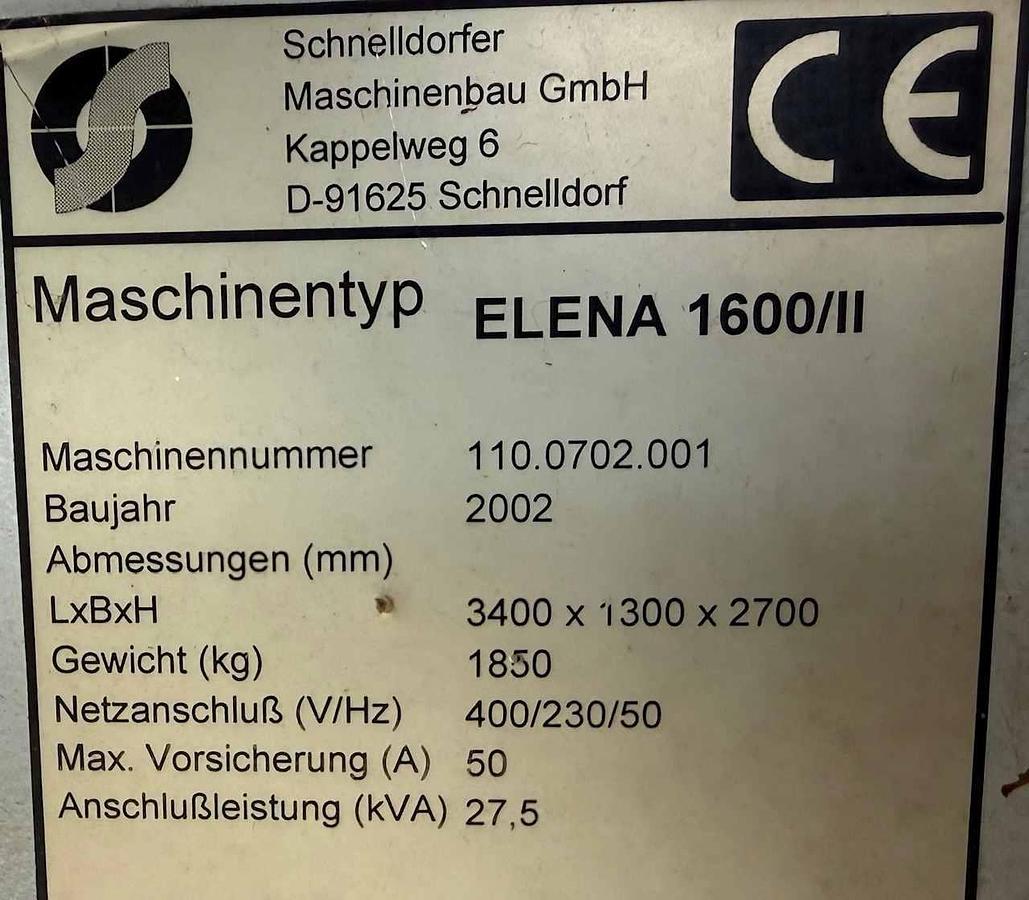 Schnelldorfer
Maschinenbau GmbH
Kappelweg 6
D-91625 Schnelldorf
CE
Maschinentyp ELENA 1600/II
Maschinennummer 110.0702.001
Baujahr 2002
Abmessungen (mm)
LxBxH 3400 x 1300 x 2700
Gewicht (kg) 1850
Netzanschluß (V/Hz) 400/230/50
Max. Vorsicherung (A) 50
Anschlußleistung (kVA) 27,5